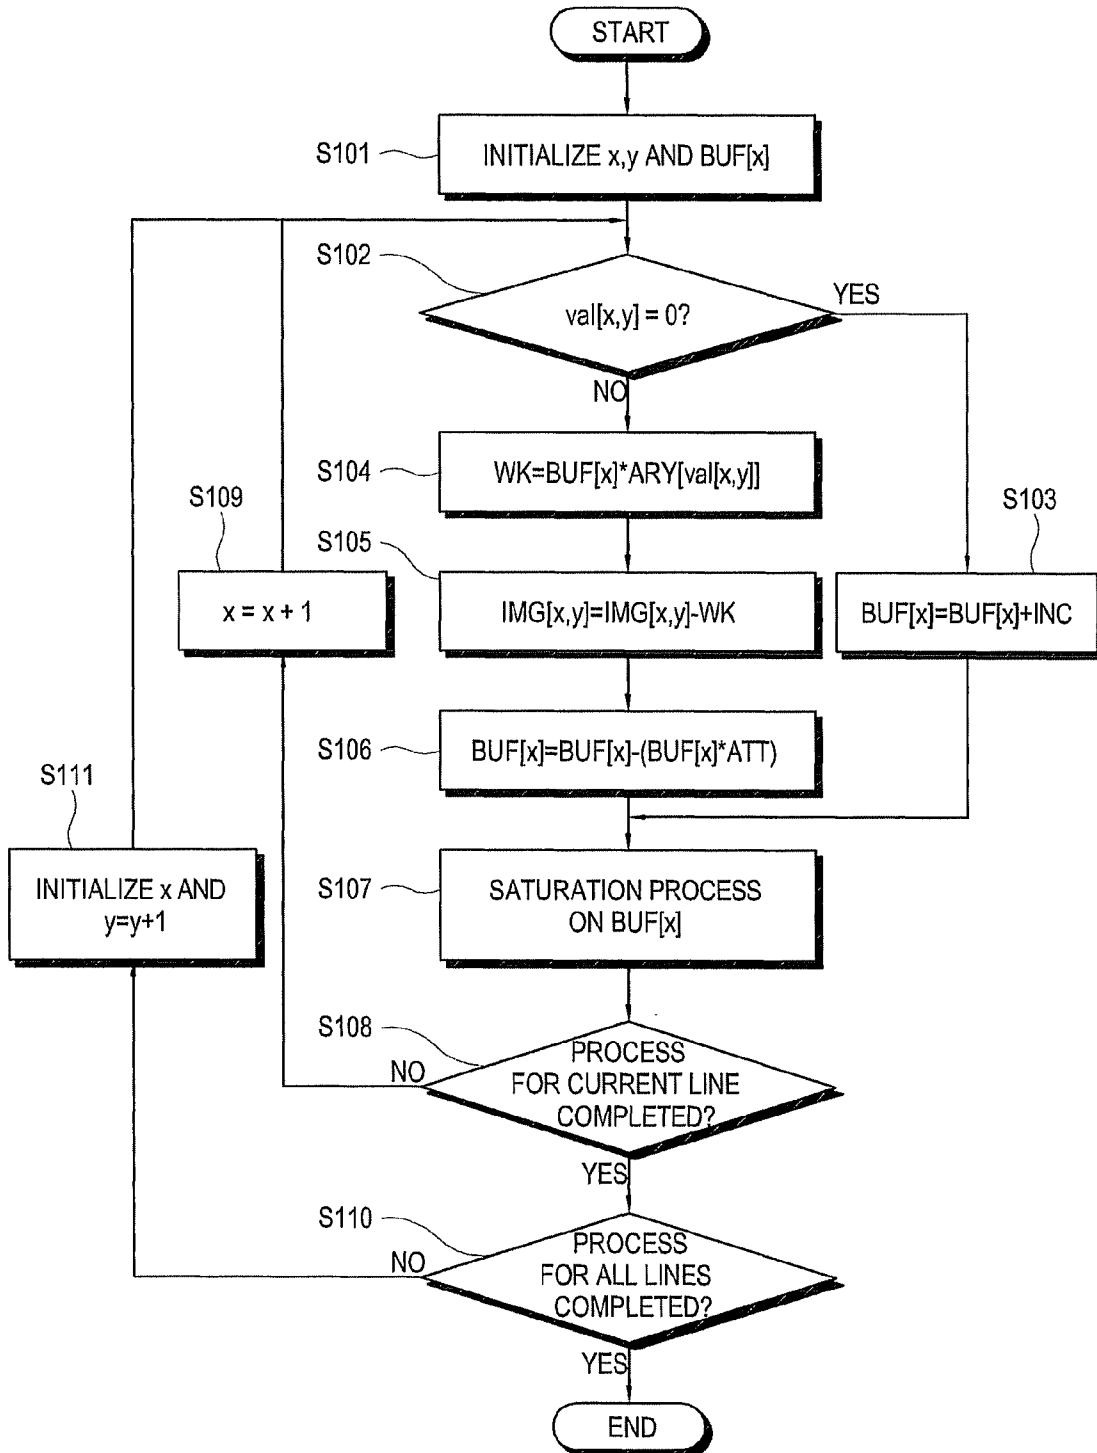 START
S101
INITIALIZE x,y AND BUF[x]
S102
val[x,y] = 0?
YES
NO
S104
WK=BUF[x]*ARY[val[x,y]]
S109
S103
S105
x = x + 1
IMG[x,y]=IMG[x,y]-WK
BUF[x]=BUF[x]+INC
S106
BUF[x]=BUF[x]-(BUF[x]*ATT)
S111
INITIALIZE x AND
y=y+1
S107
SATURATION PROCESS
ON BUF[x]
S108
NO
PROCESS
FOR CURRENT LINE
COMPLETED?
YES
S110
NO
PROCESS
FOR ALL LINES
COMPLETED?
YES
END